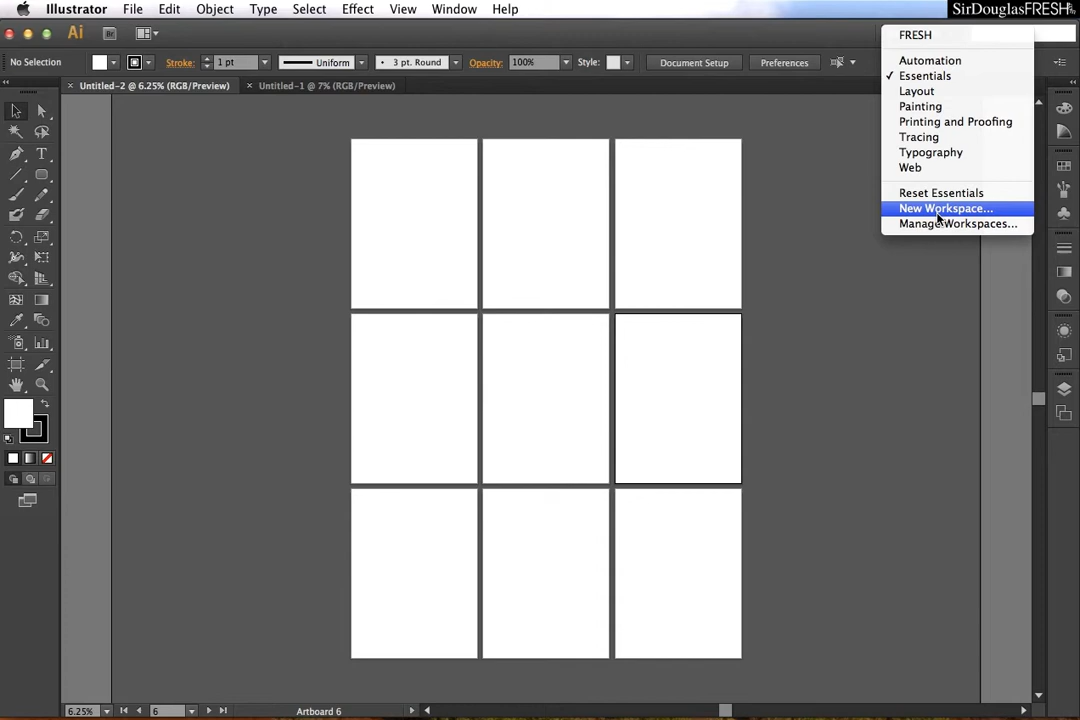 Illustrator File Edit Object Type Select Effect View Window Help
SirDouglasFRESH
Ai Br
No Selection Stroke: 1 pt Uniform 3 pt. Round Opacity: 100% Style: Document Setup Preferences
× Untitled-2 @ 6.25% (RGB/Preview) × Untitled-1 @ 7% (RGB/Preview)
FRESH
Automation
✓ Essentials
Layout
Painting
Printing and Proofing
Tracing
Typography
Web
Reset Essentials
New Workspace...
Manage Workspaces...
T
6.25% 6 Artboard 6